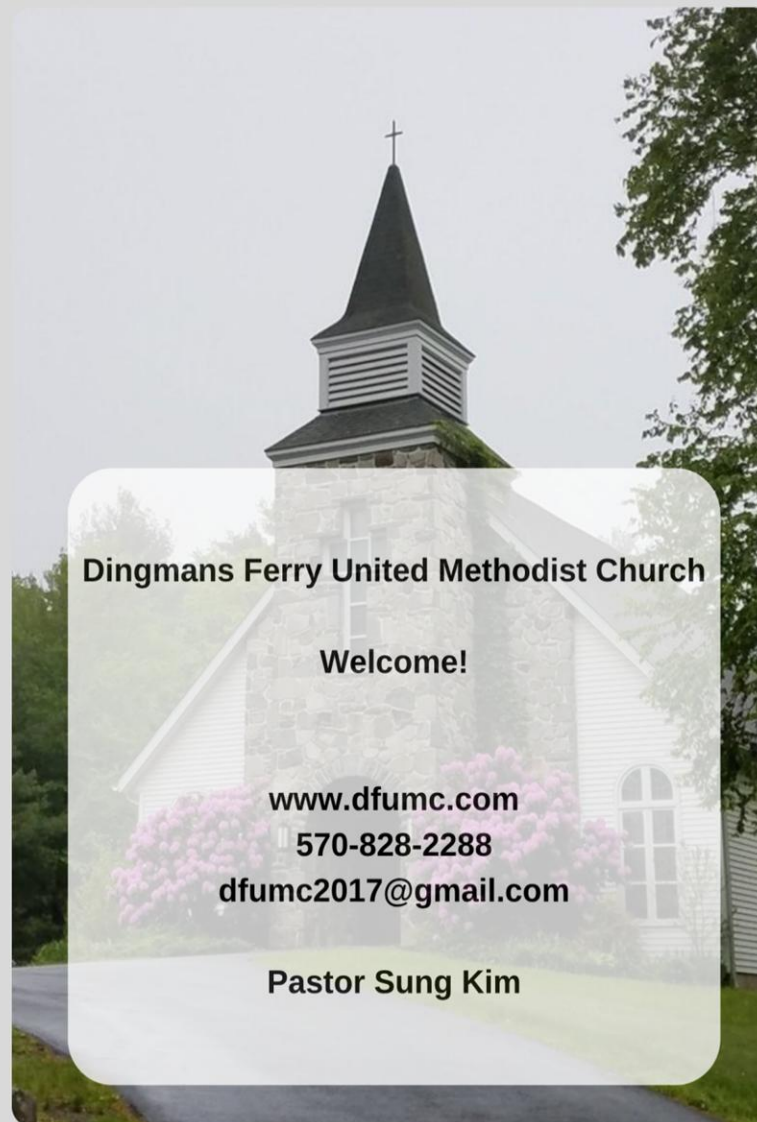 Dingmans Ferry United Methodist Church
Welcome!
www.dfumc.com
570-828-2288
dfumc2017@gmail.com
Pastor Sung Kim